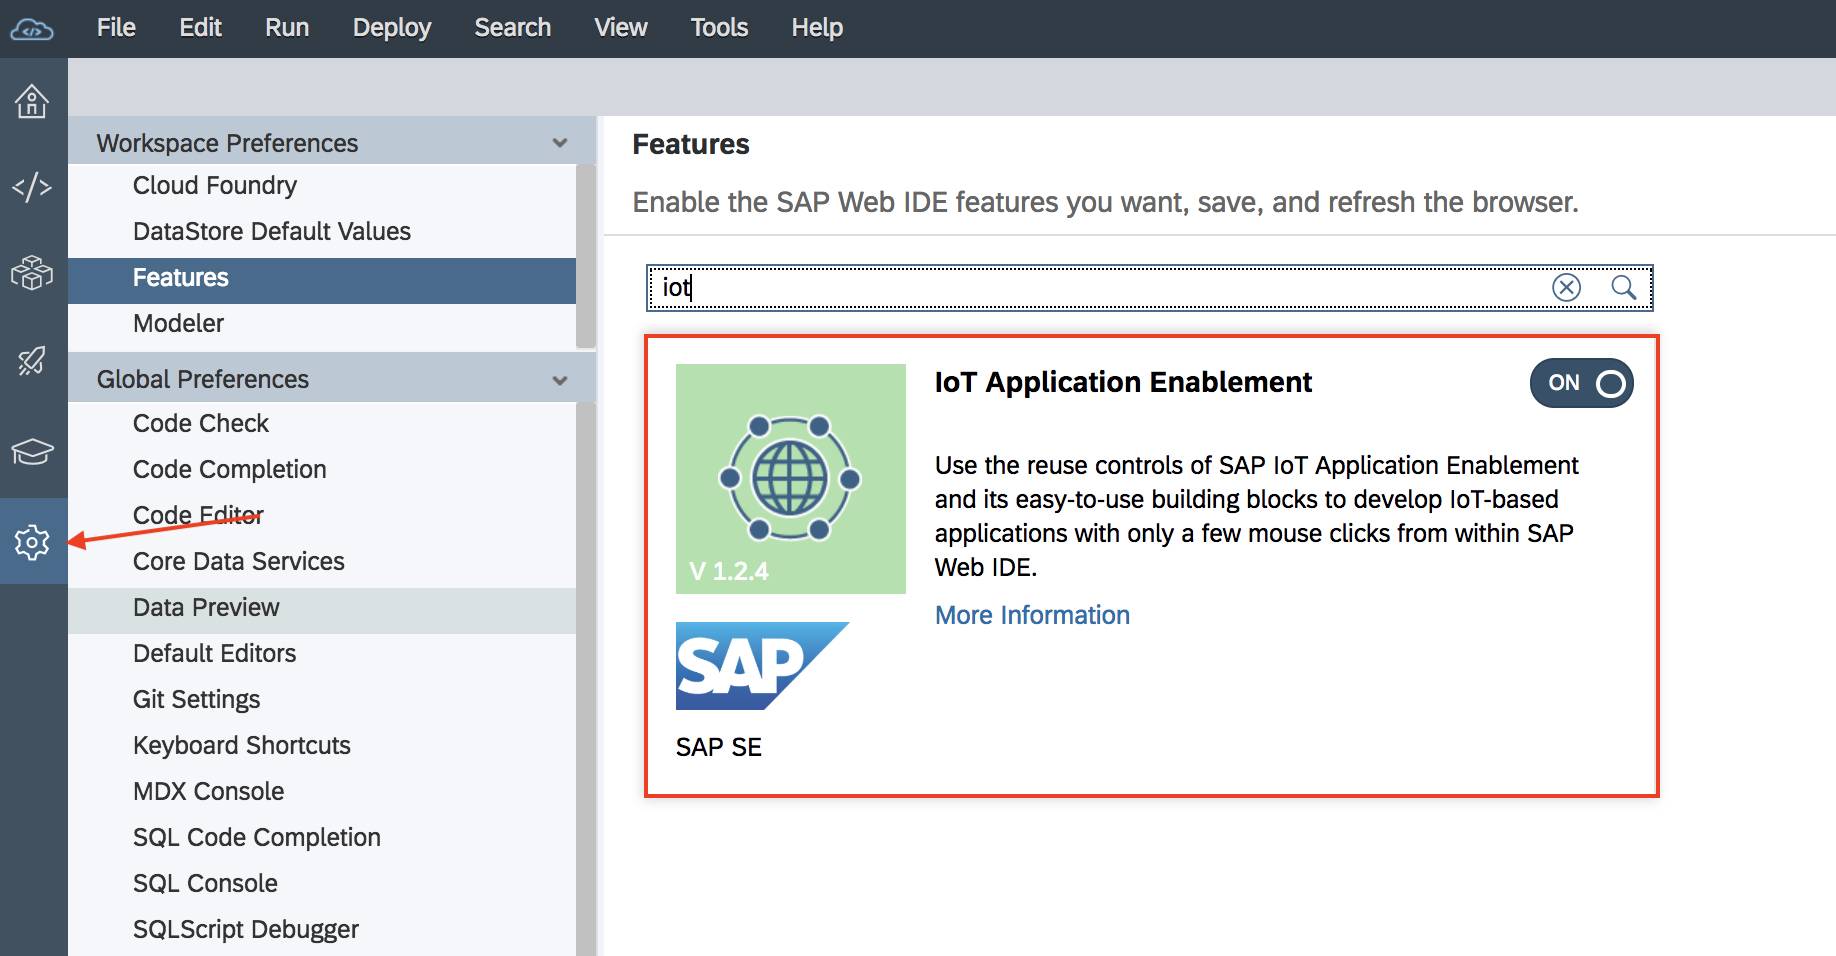 File Edit Run Deploy Search View Tools Help
Workspace Preferences
Cloud Foundry
DataStore Default Values
Features
Modeler
Global Preferences
Code Check
Code Completion
Code Editor
Core Data Services
Data Preview
Default Editors
Git Settings
Keyboard Shortcuts
MDX Console
SQL Code Completion
SQL Console
SQLScript Debugger
Features
Enable the SAP Web IDE features you want, save, and refresh the browser.
iot
IoT Application Enablement
ON
Use the reuse controls of SAP IoT Application Enablement
and its easy-to-use building blocks to develop IoT-based
applications with only a few mouse clicks from within SAP
Web IDE.
More Information
V 1.2.4
SAP
SAP SE